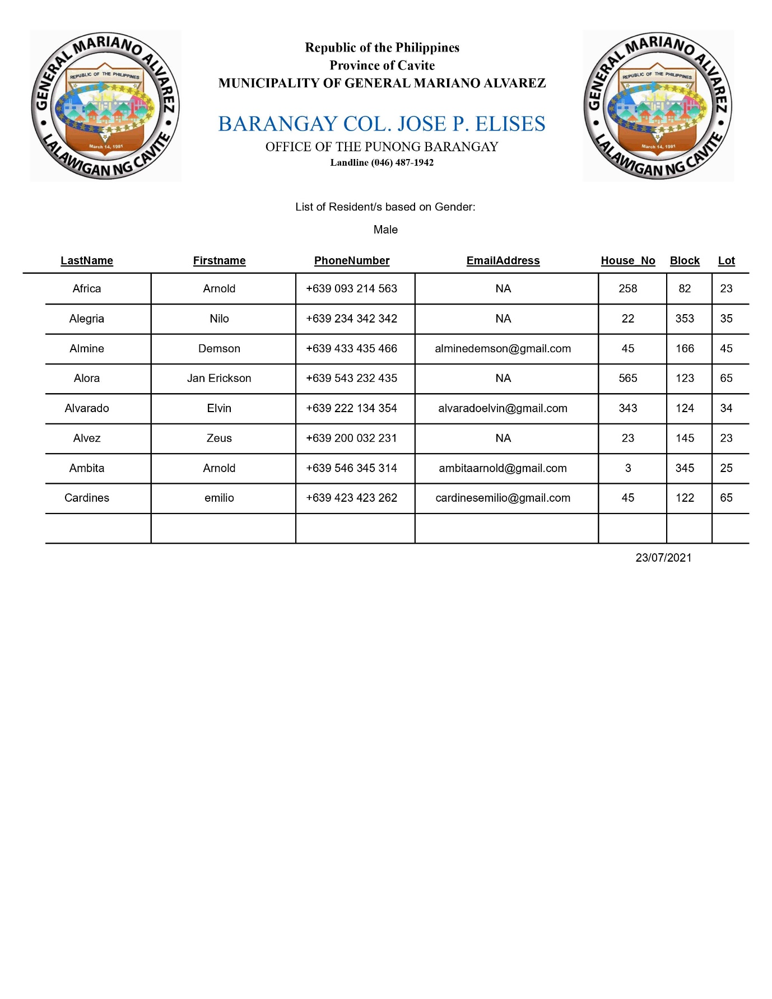 GENERAL MARIANO ALVAREZ
REPUBLIC OF THE PHILIPPINES
March 14, 1981
LALAWIGAN NG CAVITE
Republic of the Philippines
Province of Cavite
MUNICIPALITY OF GENERAL MARIANO ALVAREZ
BARANGAY COL. JOSE P. ELISES
OFFICE OF THE PUNONG BARANGAY
Landline (046) 487-1942
GENERAL MARIANO ALVAREZ
REPUBLIC OF THE PHILIPPINES
March 14, 1981
LALAWIGAN NG CAVITE
List of Resident/s based on Gender:
Male
LastName Firstname PhoneNumber EmailAddress House_No Block Lot
Africa Arnold +639 093 214 563 NA 258 82 23
Alegria Nilo +639 234 342 342 NA 22 353 35
Almine Demson +639 433 435 466 alminedemson@gmail.com 45 166 45
Alora Jan Erickson +639 543 232 435 NA 565 123 65
Alvarado Elvin +639 222 134 354 alvaradoelvin@gmail.com 343 124 34
Alvez Zeus +639 200 032 231 NA 23 145 23
Ambita Arnold +639 546 345 314 ambitaarnold@gmail.com 3 345 25
Cardines emilio +639 423 423 262 cardinesemilio@gmail.com 45 122 65
23/07/2021